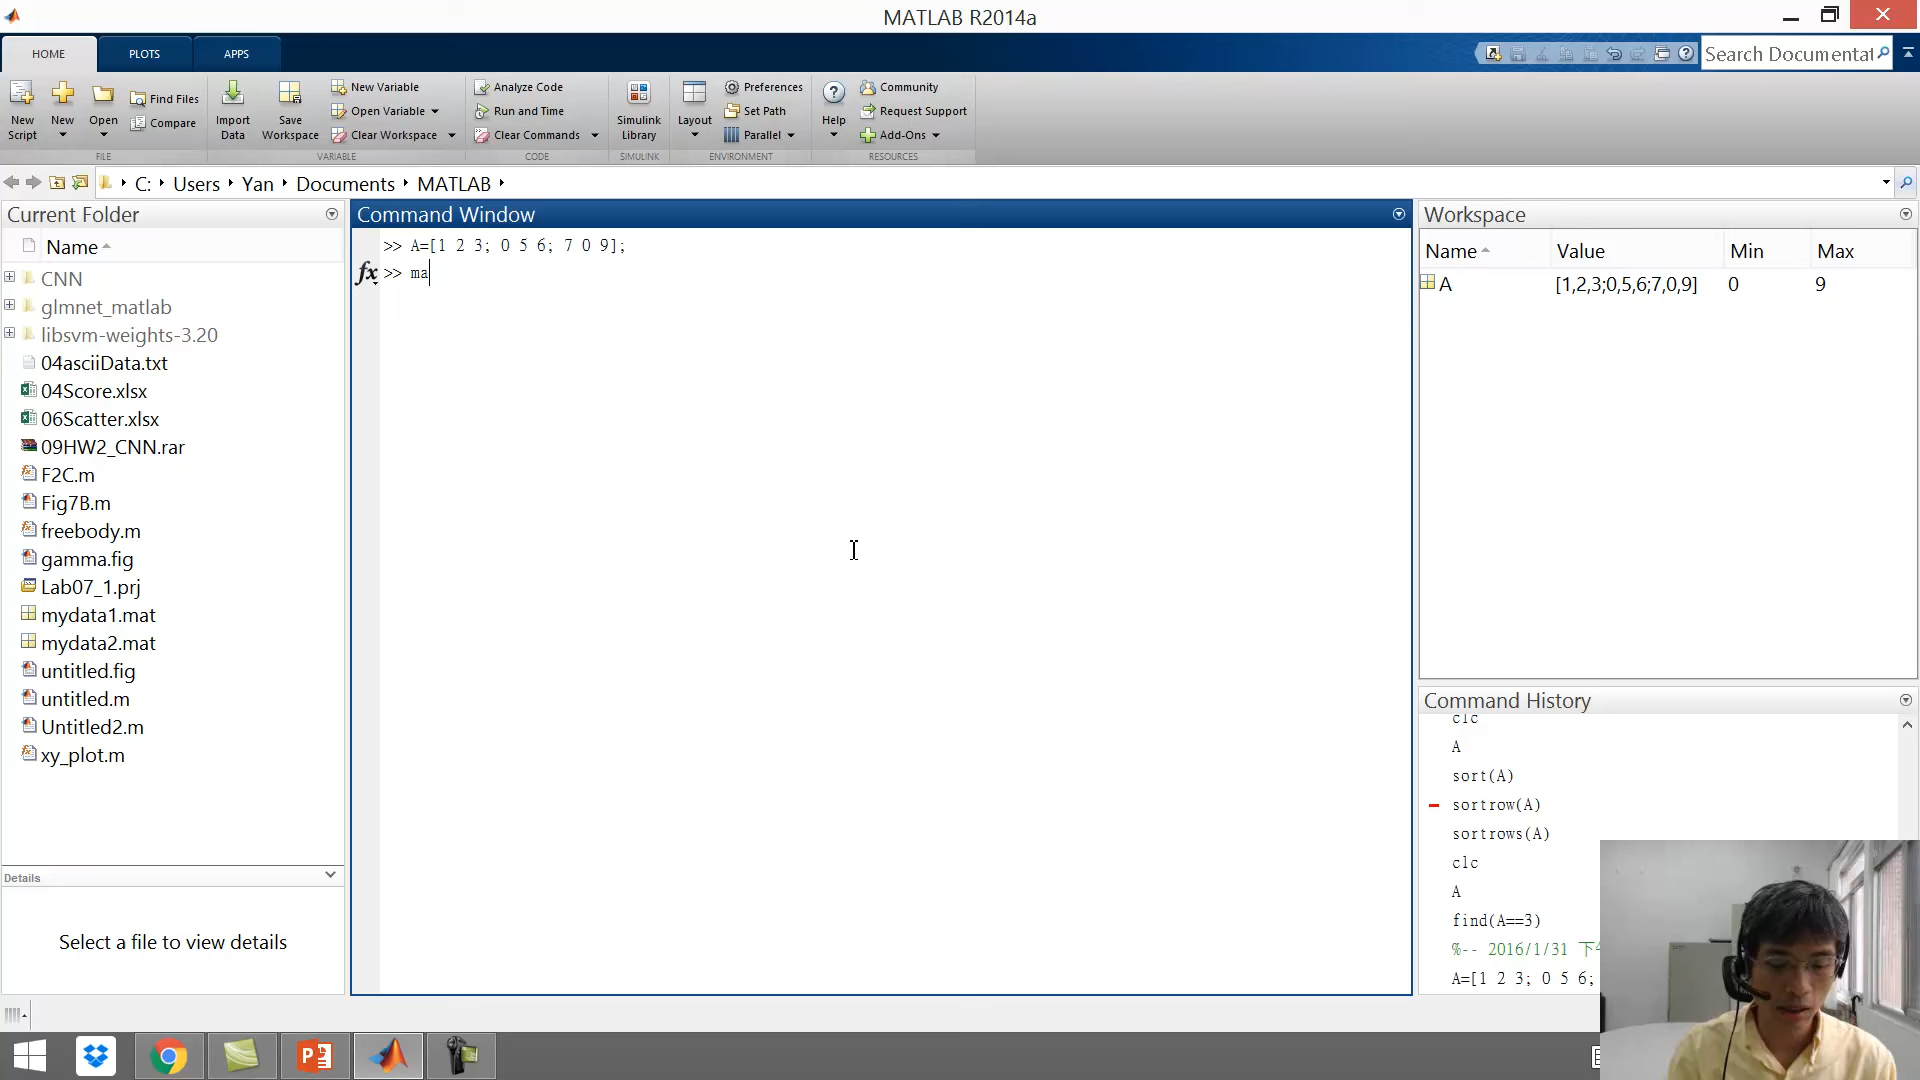 MATLAB R2014a
HOME
PLOTS
APPS
Search Documentat
New Script
New
Open
Find Files
Compare
FILE
Import Data
Save Workspace
New Variable
Open Variable
Clear Workspace
VARIABLE
Analyze Code
Run and Time
Clear Commands
CODE
Simulink Library
SIMULINK
Layout
Preferences
Set Path
Parallel
ENVIRONMENT
Help
Community
Request Support
Add-Ons
RESOURCES
C: Users Yan Documents MATLAB
Current Folder
Name
CNN
glmnet_matlab
libsvm-weights-3.20
04asciiData.txt
04Score.xlsx
06Scatter.xlsx
09HW2_CNN.rar
F2C.m
Fig7B.m
freebody.m
gamma.fig
Lab07_1.prj
mydata1.mat
mydata2.mat
untitled.fig
untitled.m
Untitled2.m
xy_plot.m
Details
Select a file to view details
Command Window
>> A=[1 2 3; 0 5 6; 7 0 9];
fx >> ma
Workspace
Name Value Min Max
A [1,2,3;0,5,6;7,0,9] 0 9
Command History
clc
A
sort(A)
sortrow(A)
sortrows(A)
clc
A
find(A==3)
%-- 2016/1/31 下
A=[1 2 3; 0 5 6;